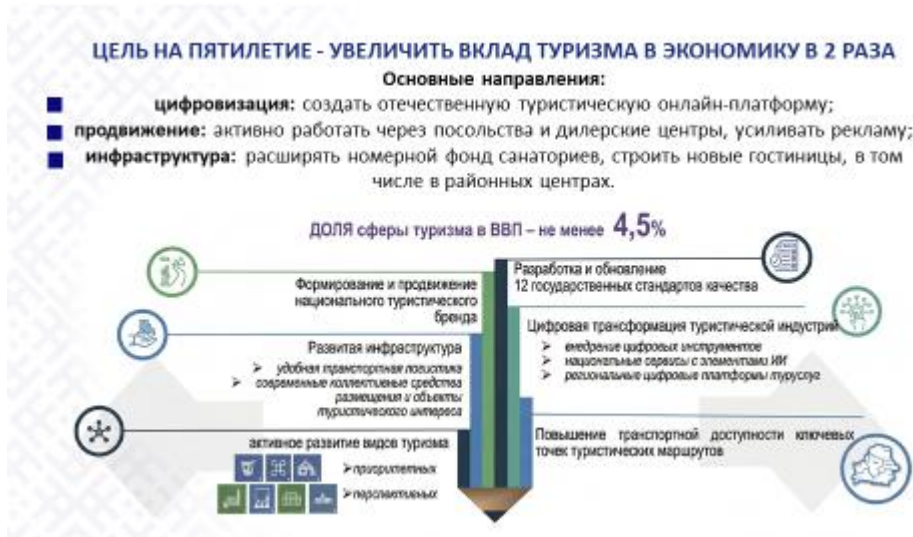 ЦЕЛЬ НА ПЯТИЛЕТИЕ - УВЕЛИЧИТЬ ВКЛАД ТУРИЗМА В ЭКОНОМИКУ В 2 РАЗА
Основные направления:
цифровизация: создать отечественную туристическую онлайн-платформу;
продвижение: активно работать через посольства и дилерские центры, усиливать рекламу;
инфраструктура: расширять номерной фонд санаториев, строить новые гостиницы, в том
числе в районных центрах.
ДОЛЯ сферы туризма в ВВП – не менее 4,5%
Формирование и продвижение
национального туристического
бренда
Развитая инфраструктура
удобная транспортная логистика
современные коллективные средства
размещения и объекты
туристического интереса
активное развитие видов туризма
приоритетных
перспективных
Разработка и обновление
12 государственных стандартов качества
Цифровая трансформация туристической индустрии
внедрение цифровых инструментов
национальные сервисы с элементами ИИ
региональные цифровые платформы туруслуг
Повышение транспортной доступности ключевых
точек туристических маршрутов